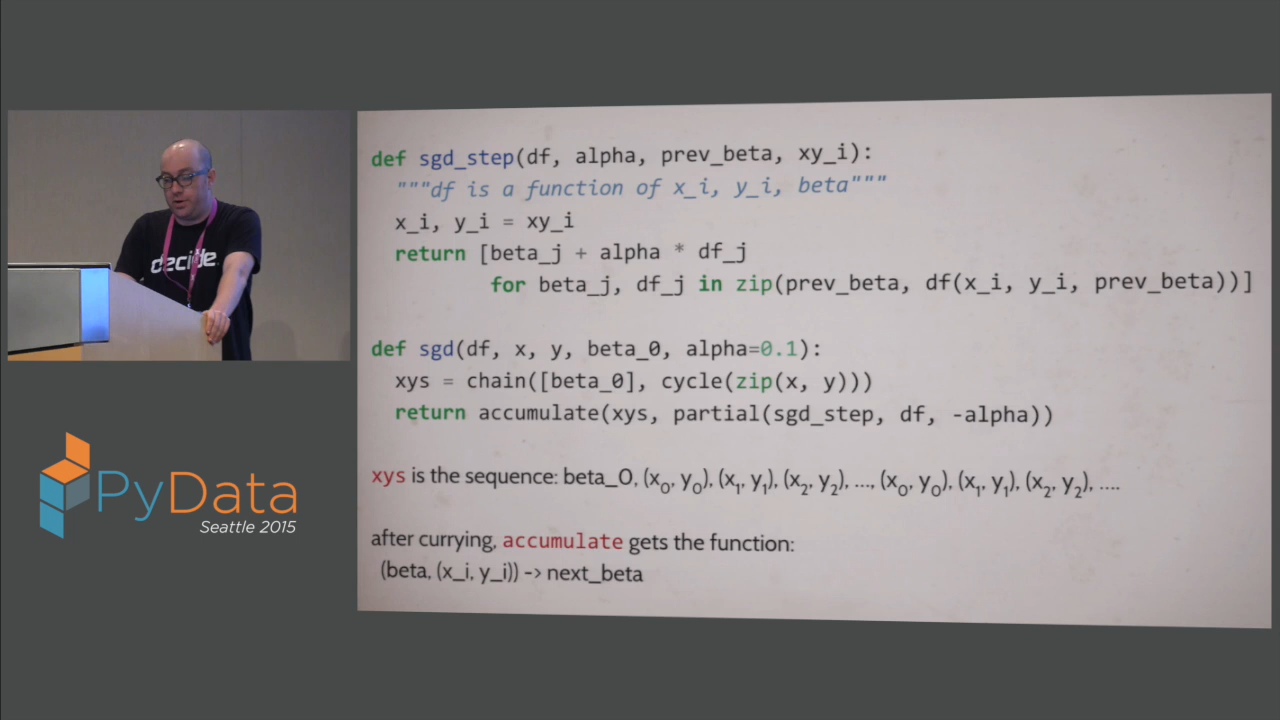 def sgd_step(df, alpha, prev_beta, xy_i):
"""df is a function of x_i, y_i, beta"""
x_i, y_i = xy_i
return [beta_j + alpha * df_j
for beta_j, df_j in zip(prev_beta, df(x_i, y_i, prev_beta))]
def sgd(df, x, y, beta_0, alpha=0.1):
xys = chain([beta_0], cycle(zip(x, y)))
return accumulate(xys, partial(sgd_step, df, -alpha))
xys is the sequence: beta_0, (x₀, y₀), (x₁, y₁), (x₂, y₂), ..., (x₀, y₀), (x₁, y₁), (x₂, y₂), ....
after currying, accumulate gets the function:
(beta, (x_i, y_i)) -> next_beta
decide
PyData
Seattle 2015